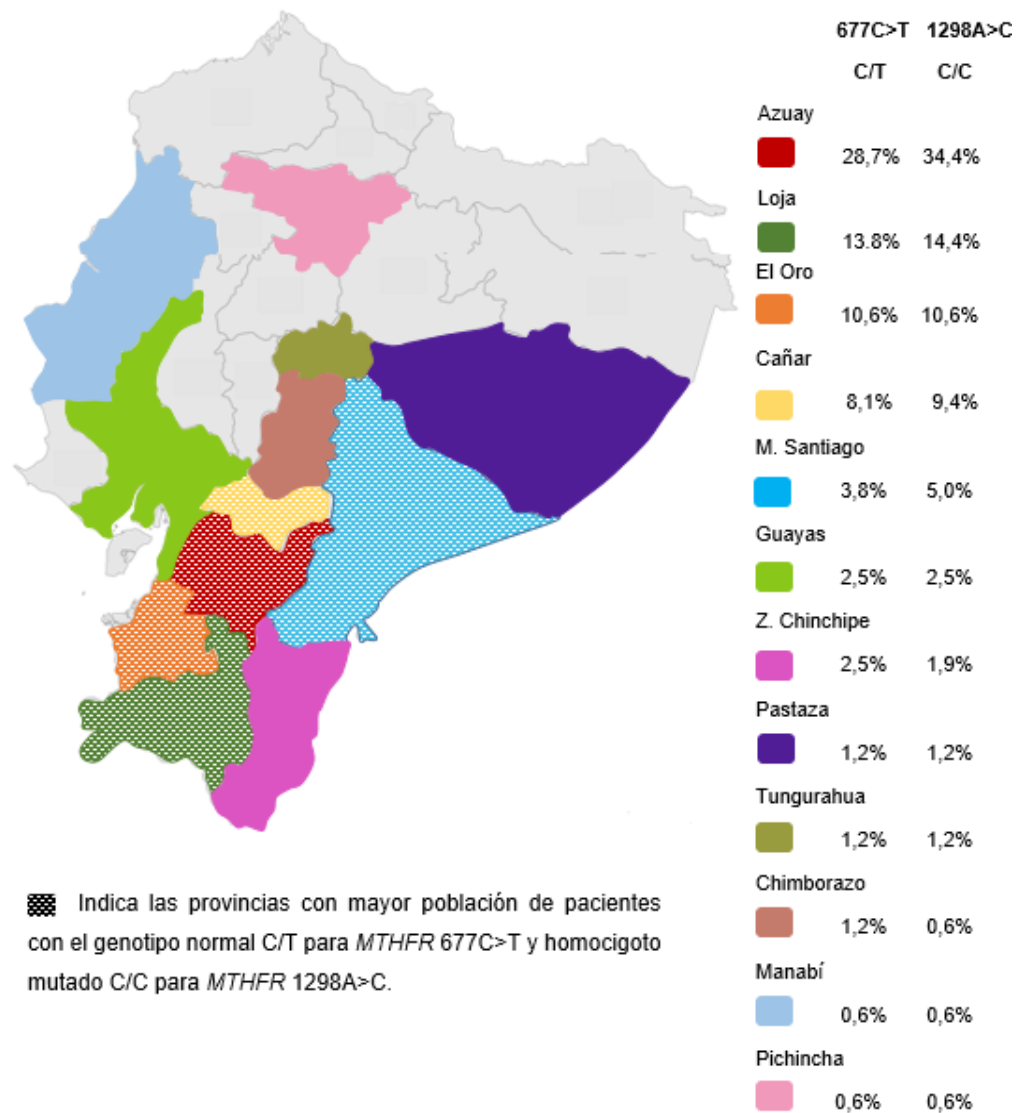 677C>T 1298A>C
C/T C/C
Azuay
28,7% 34,4%
Loja
13.8% 14,4%
El Oro
10,6% 10,6%
Cañar
8,1% 9,4%
M. Santiago
3,8% 5,0%
Guayas
2,5% 2,5%
Z. Chinchipe
2,5% 1,9%
Pastaza
1,2% 1,2%
Tungurahua
1,2% 1,2%
Chimborazo
1,2% 0,6%
Manabí
0,6% 0,6%
Pichincha
0,6% 0,6%
Indica las provincias con mayor población de pacientes
con el genotipo normal C/T para MTHFR 677C>T y homocigoto
mutado C/C para MTHFR 1298A>C.